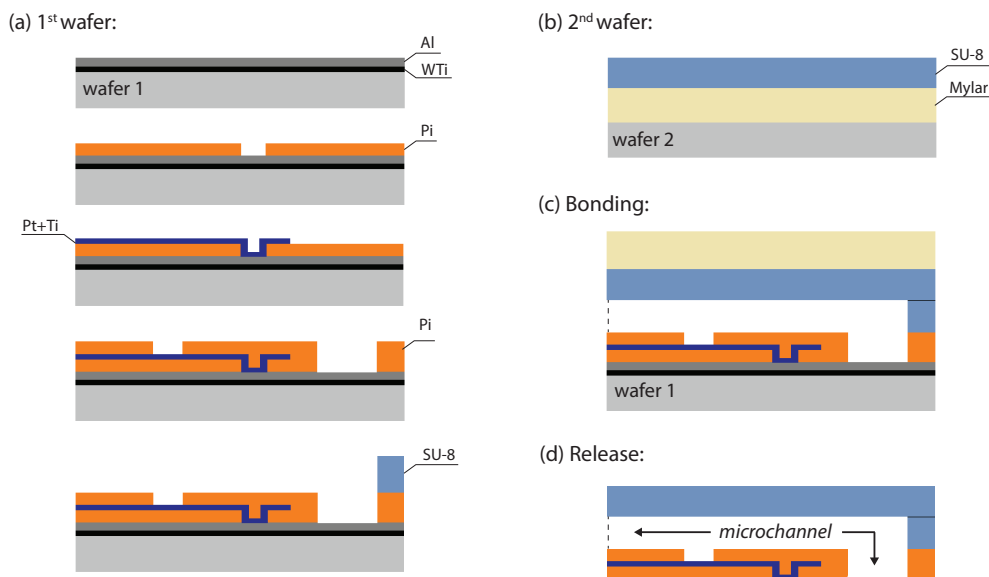 (a) 1st wafer:
Al
WTi
wafer 1
Pi
Pt+Ti
Pi
SU-8
(b) 2nd wafer:
SU-8
Mylar
wafer 2
(c) Bonding:
wafer 1
(d) Release:
microchannel